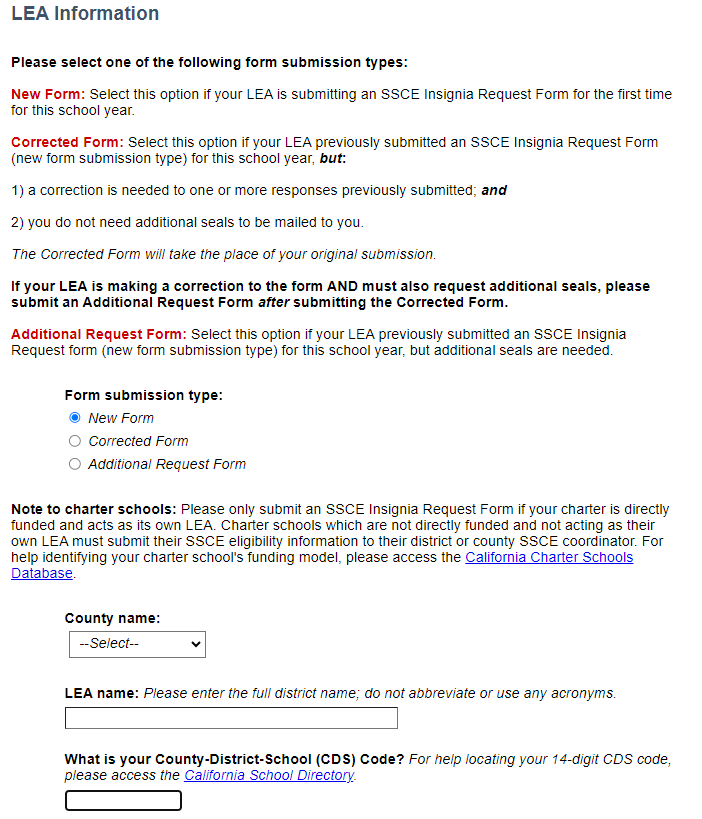 LEA Information
Please select one of the following form submission types:
New Form: Select this option if your LEA is submitting an SSCE Insignia Request Form for the first time
for this school year.
Corrected Form: Select this option if your LEA previously submitted an SSCE Insignia Request Form
(new form submission type) for this school year, but:
1) a correction is needed to one or more responses previously submitted; and
2) you do not need additional seals to be mailed to you.
The Corrected Form will take the place of your original submission.
If your LEA is making a correction to the form AND must also request additional seals, please
submit an Additional Request Form after submitting the Corrected Form.
Additional Request Form: Select this option if your LEA previously submitted an SSCE Insignia
Request form (new form submission type) for this school year, but additional seals are needed.
Form submission type:
New Form
Corrected Form
Additional Request Form
Note to charter schools: Please only submit an SSCE Insignia Request Form if your charter is directly
funded and acts as its own LEA. Charter schools which are not directly funded and not acting as their
own LEA must submit their SSCE eligibility information to their district or county SSCE coordinator. For
help identifying your charter school's funding model, please access the California Charter Schools
Database.
County name:
--Select--
LEA name: Please enter the full district name; do not abbreviate or use any acronyms.
What is your County-District-School (CDS) Code? For help locating your 14-digit CDS code,
please access the California School Directory.